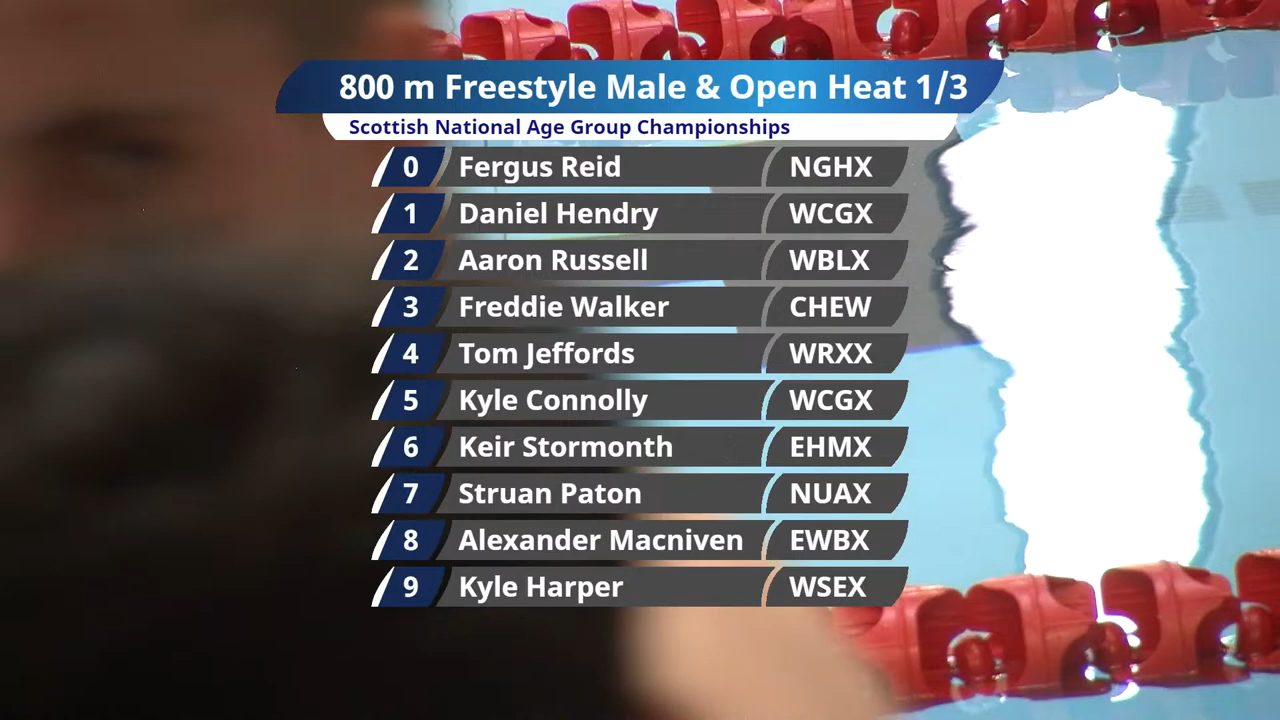 800 m Freestyle Male & Open Heat 1/3
Scottish National Age Group Championships
0 Fergus Reid NGHX
1 Daniel Hendry WCGX
2 Aaron Russell WBLX
3 Freddie Walker CHEW
4 Tom Jeffords WRXX
5 Kyle Connolly WCGX
6 Keir Stormonth EHMX
7 Struan Paton NUAX
8 Alexander Macniven EWBX
9 Kyle Harper WSEX